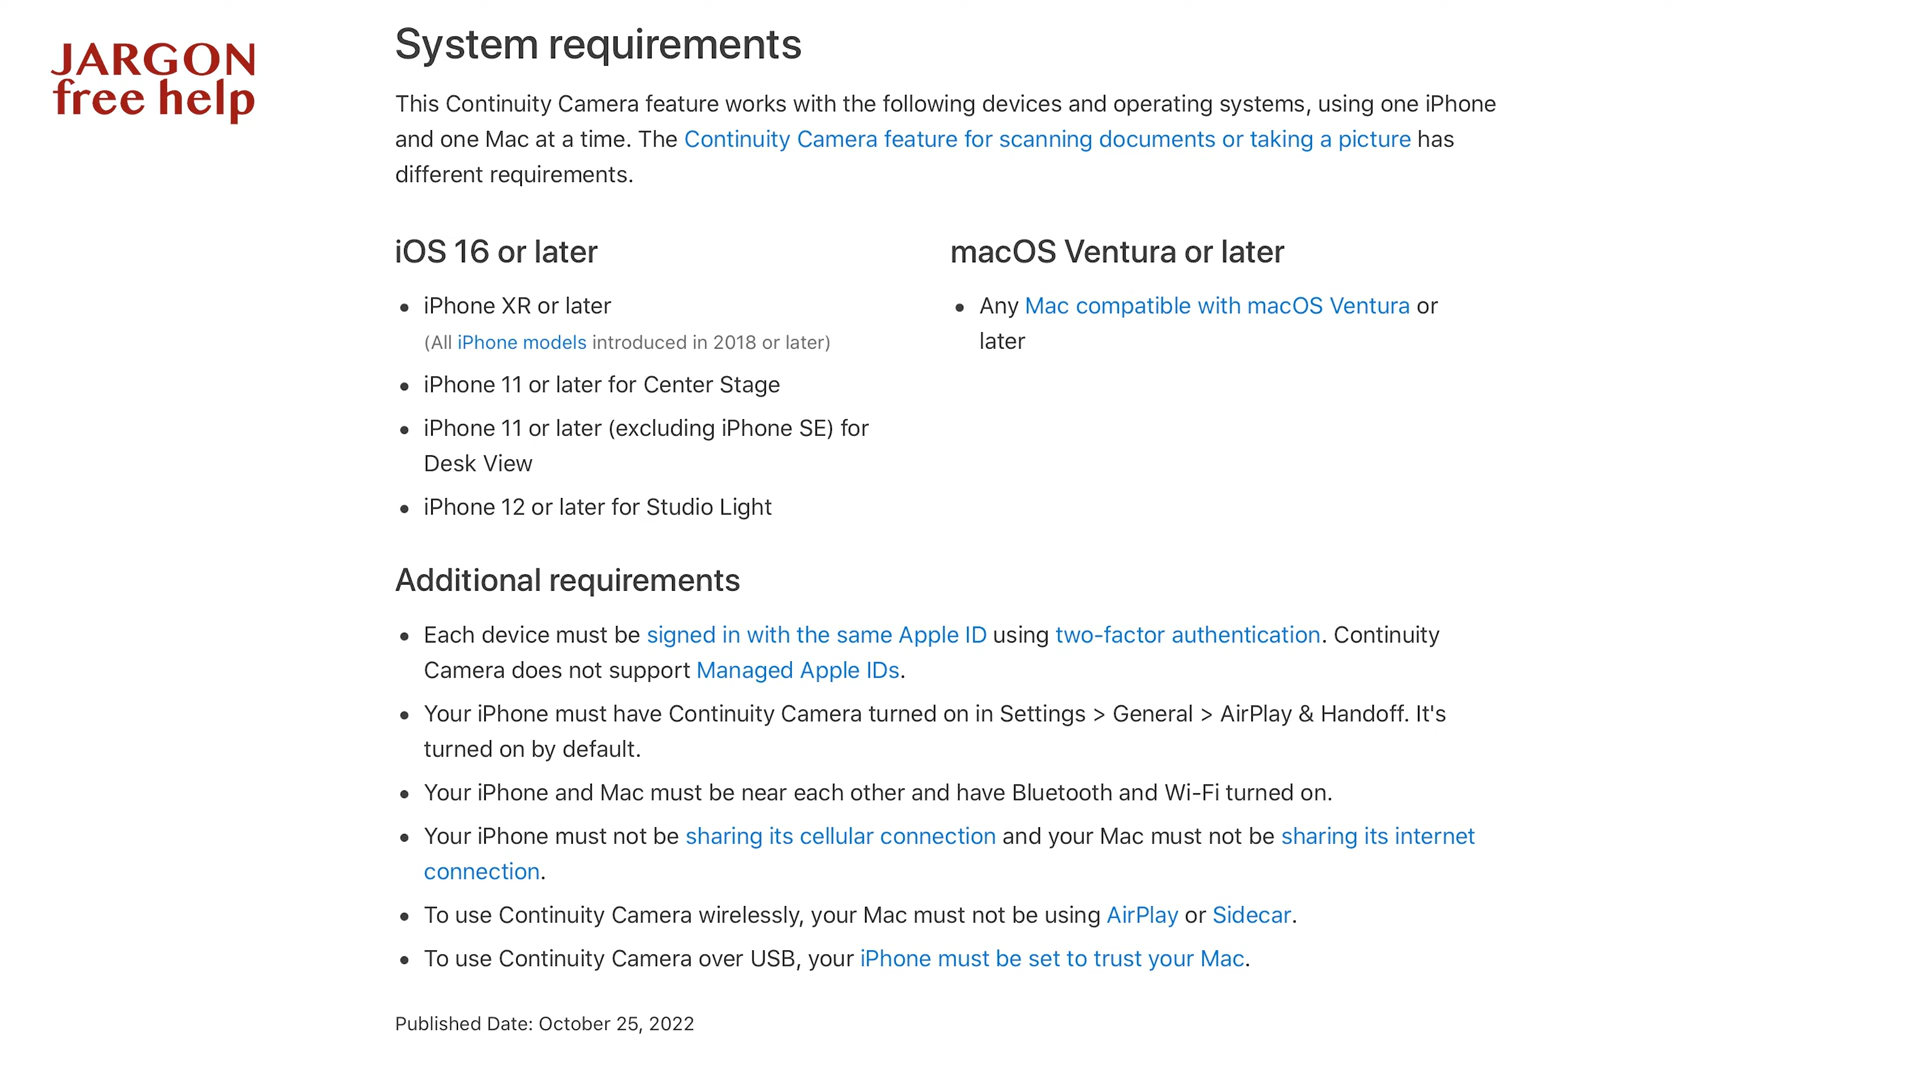 JARGON
free help
System requirements
This Continuity Camera feature works with the following devices and operating systems, using one iPhone
and one Mac at a time. The Continuity Camera feature for scanning documents or taking a picture has
different requirements.
iOS 16 or later
• iPhone XR or later
(All iPhone models introduced in 2018 or later)
• iPhone 11 or later for Center Stage
• iPhone 11 or later (excluding iPhone SE) for
Desk View
• iPhone 12 or later for Studio Light
macOS Ventura or later
• Any Mac compatible with macOS Ventura or
later
Additional requirements
• Each device must be signed in with the same Apple ID using two-factor authentication. Continuity
Camera does not support Managed Apple IDs.
• Your iPhone must have Continuity Camera turned on in Settings > General > AirPlay & Handoff. It's
turned on by default.
• Your iPhone and Mac must be near each other and have Bluetooth and Wi-Fi turned on.
• Your iPhone must not be sharing its cellular connection and your Mac must not be sharing its internet
connection.
• To use Continuity Camera wirelessly, your Mac must not be using AirPlay or Sidecar.
• To use Continuity Camera over USB, your iPhone must be set to trust your Mac.
Published Date: October 25, 2022